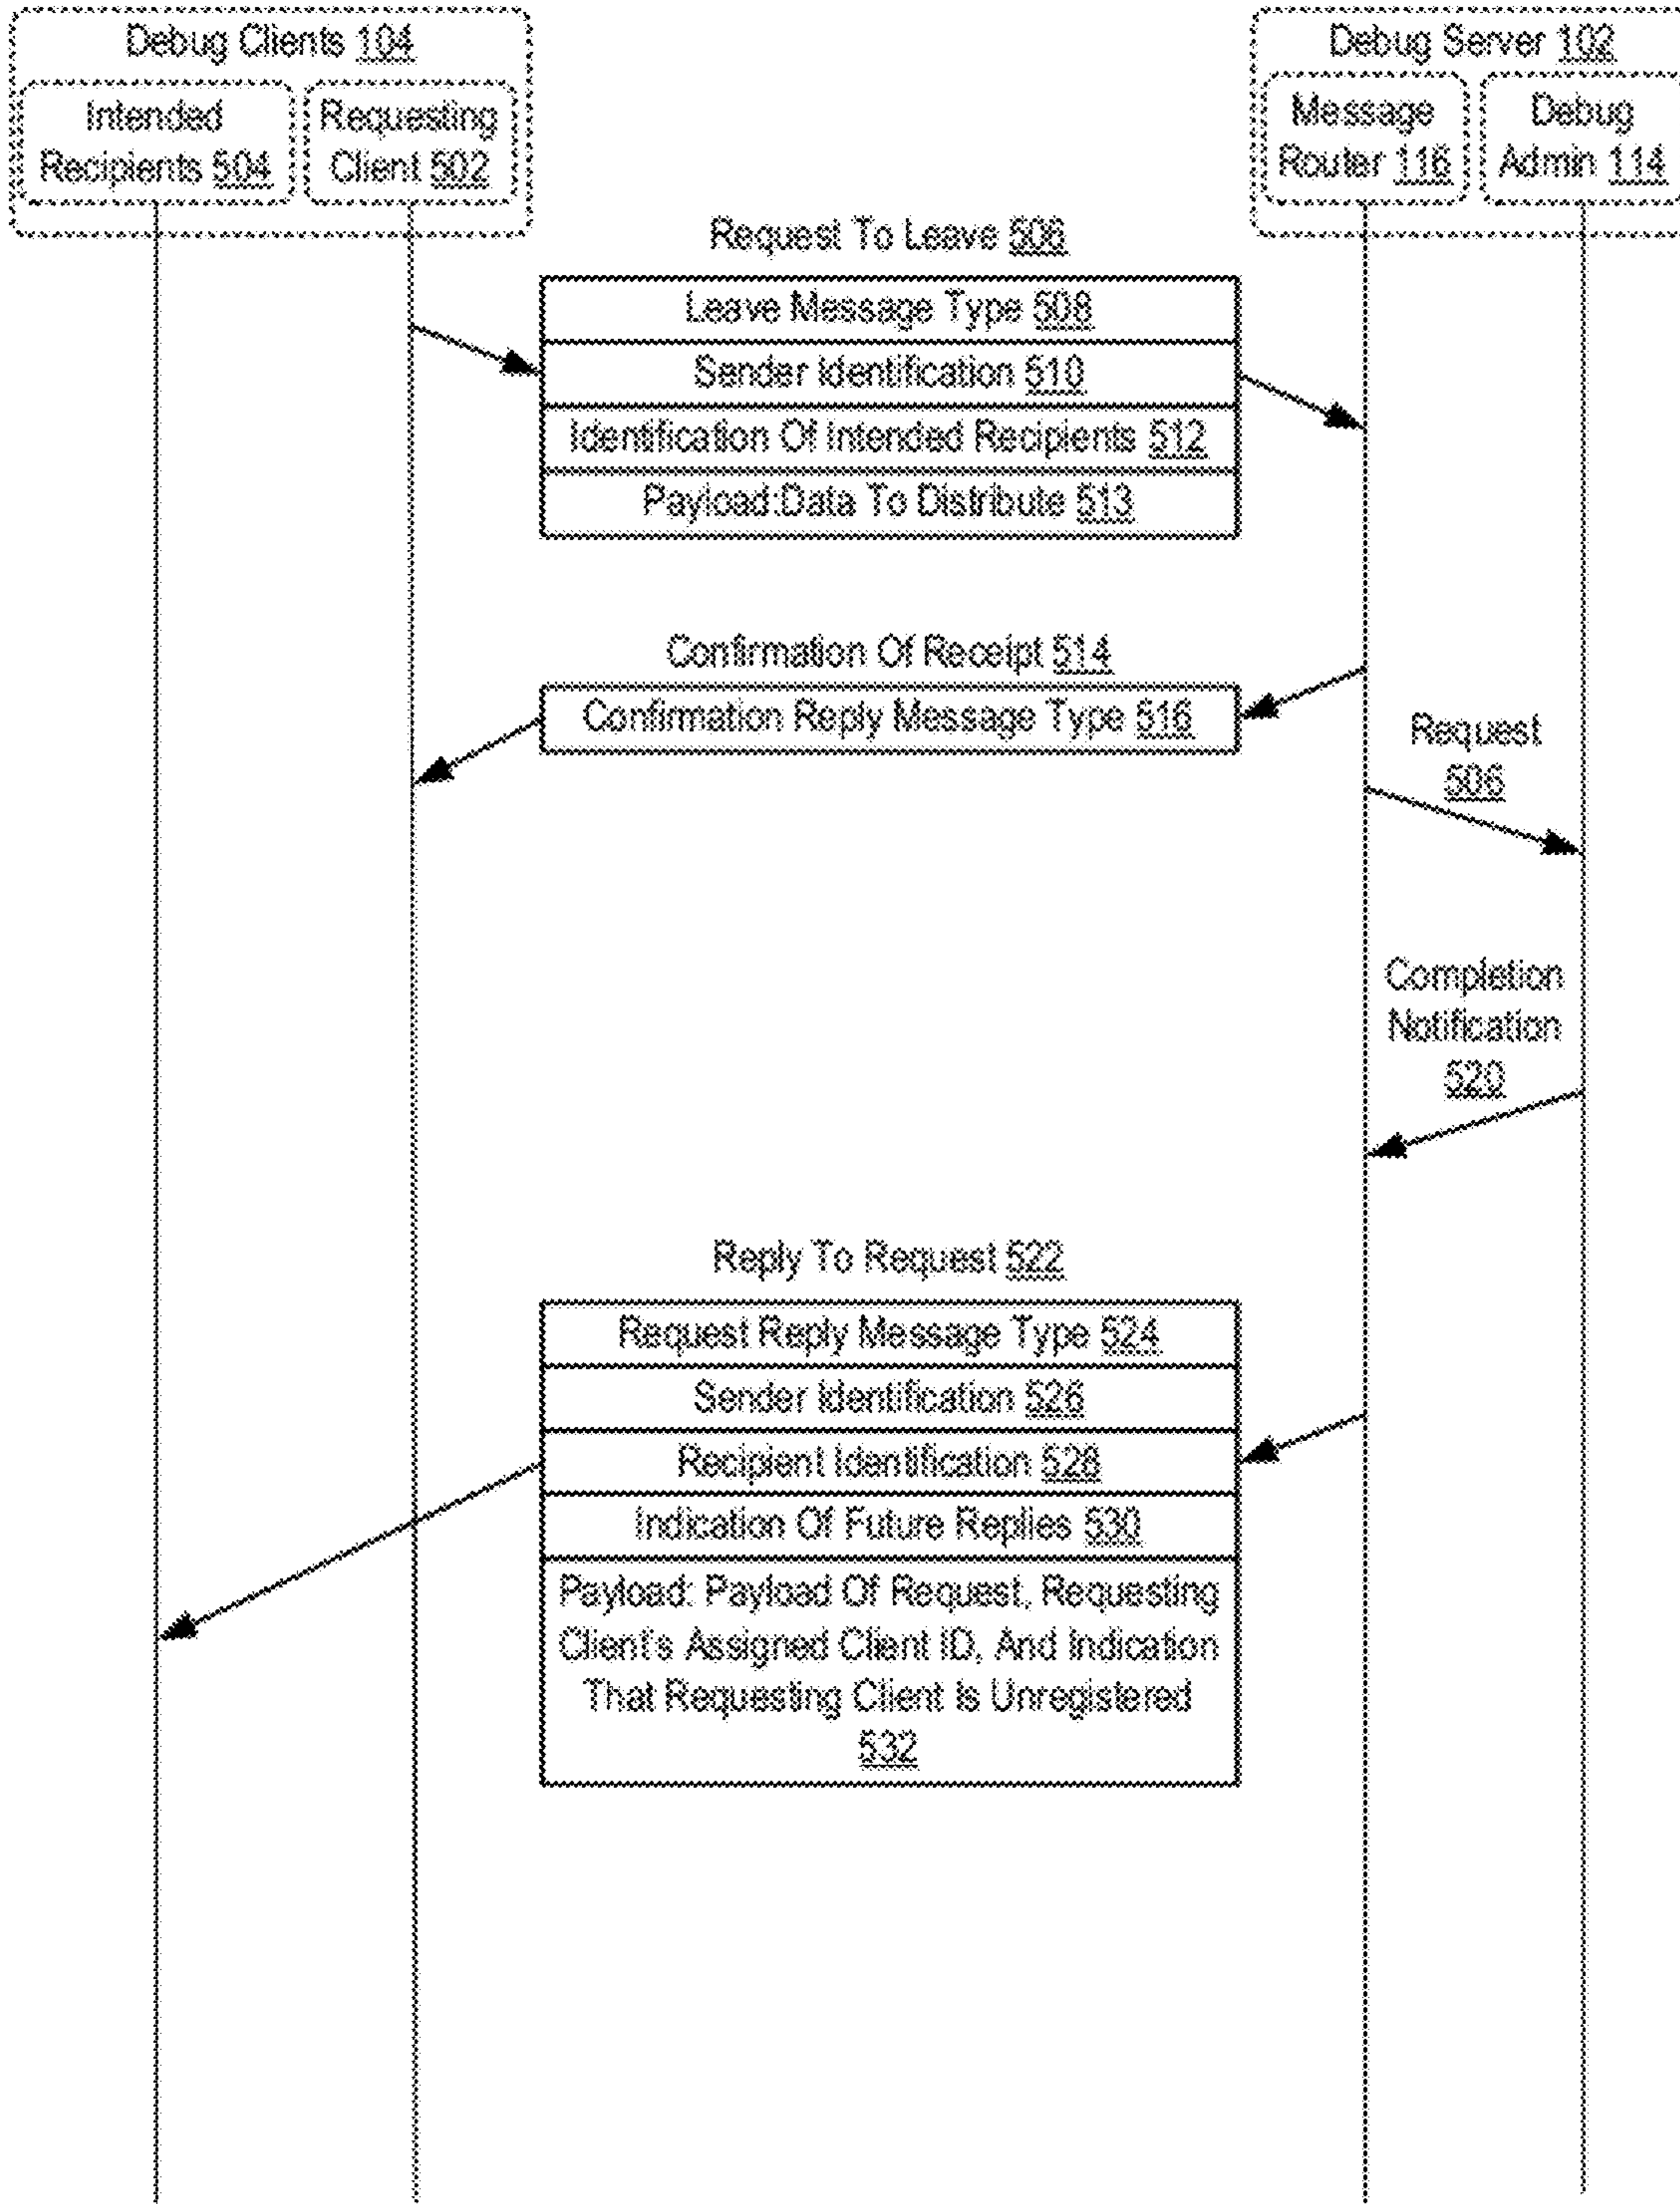 Debug Clients 104
Intended
Recipients 504
Requesting
Client 502
Debug Server 102
Message
Router 116
Debug
Admin 114
Request To Leave 506
Leave Message Type 508
Sender Identification 510
Identification Of Intended Recipients 512
Payload:Data To Distribute 513
Confirmation Of Receipt 514
Confirmation Reply Message Type 516
Request
506
Completion
Notification
520
Reply To Request 522
Request Reply Message Type 524
Sender Identification 526
Recipient Identification 528
Indication Of Future Replies 530
Payload: Payload Of Request, Requesting
Client's Assigned Client ID, And Indication
That Requesting Client Is Unregistered
532